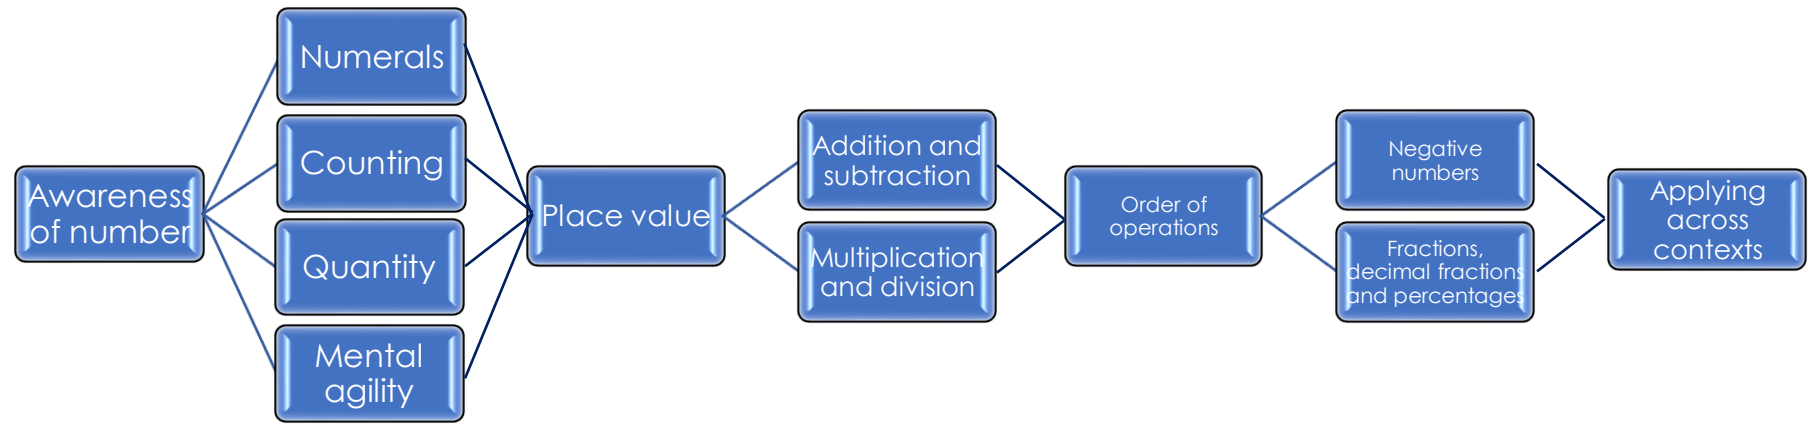 Awareness
of number
Numerals
Counting
Quantity
Mental
agility
Place value
Addition and
subtraction
Multiplication
and division
Order of
operations
Negative
numbers
Fractions,
decimal fractions
and percentages
Applying
across
contexts